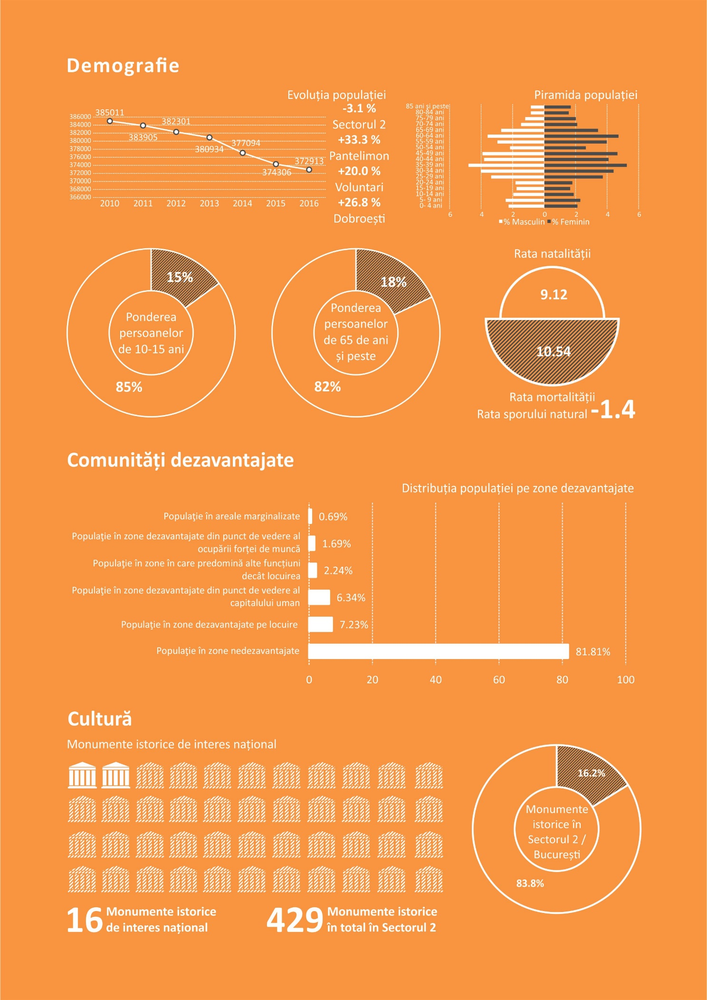 Demografie
Evoluția populației
386000
384000
382000
380000
378000
376000
374000
372000
370000
368000
366000
385011
383905
382301
380934
377094
374306
372913
2010 2011 2012 2013 2014 2015 2016
-3.1 %
Sectorul 2
+33.3 %
Pantelimon
+20.0 %
Voluntari
+26.8 %
Dobroești
Piramida populației
85 ani și peste
80-84 ani
75-79 ani
70-74 ani
65-69 ani
60-64 ani
55-59 ani
50-54 ani
45-49 ani
40-44 ani
35-39 ani
30-34 ani
25-29 ani
20-24 ani
15-19 ani
10-14 ani
5- 9 ani
0- 4 ani
6 4 2 0 2 4 6
% Masculin % Feminin
15%
Ponderea
persoanelor
de 10-15 ani
85%
18%
Ponderea
persoanelor
de 65 de ani
și peste
82%
Rata natalității
9.12
10.54
Rata mortalității
Rata sporului natural -1.4
Comunități dezavantajate
Distribuția populației pe zone dezavantajate
Populaţie în areale marginalizate 0.69%
Populaţie în zone dezavantajate din punct de vedere al
ocupării forței de muncă 1.69%
Populaţie în zone în care predomină alte funcțiuni
decât locuirea 2.24%
Populaţie în zone dezavantajate din punct de vedere al
capitalului uman 6.34%
Populaţie în zone dezavantajate pe locuire 7.23%
Populaţie în zone nedezavantajate 81.81%
0 20 40 60 80 100
Cultură
Monumente istorice de interes național
16 Monumente istorice
de interes național
429 Monumente istorice
în total în Sectorul 2
16.2%
Monumente
istorice în
Sectorul 2 /
București
83.8%